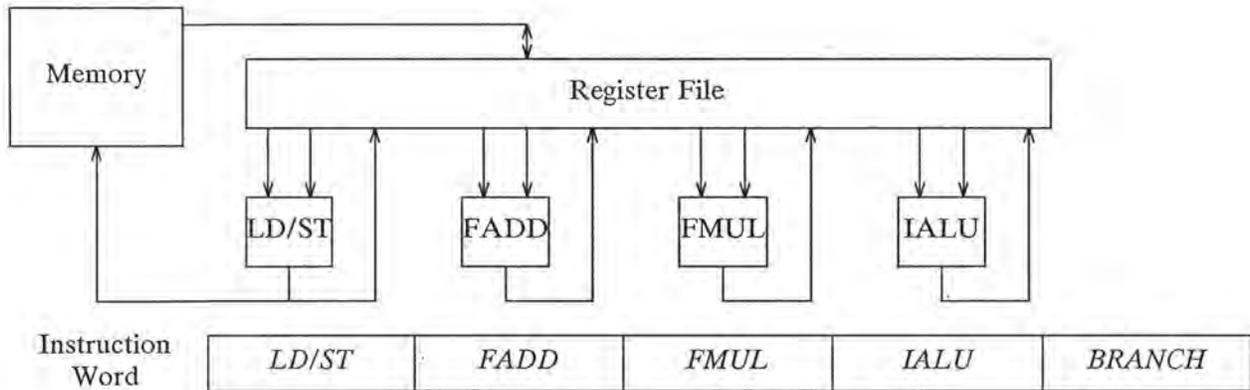 Memory
Register File
LD/ST
FADD
FMUL
IALU
Instruction
Word
LD/ST
FADD
FMUL
IALU
BRANCH